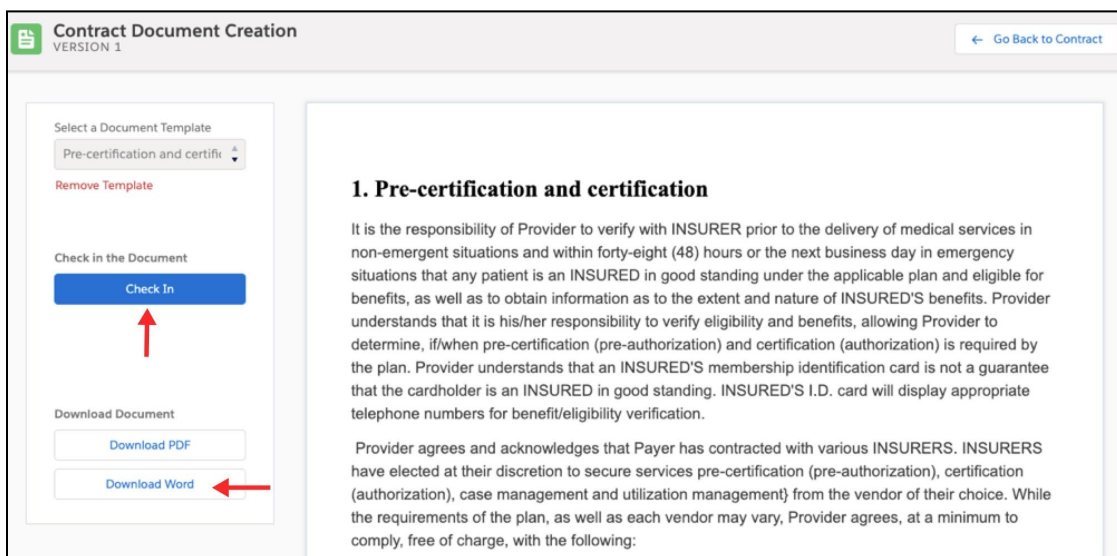 Contract Document Creation
VERSION 1
← Go Back to Contract
Select a Document Template
Pre-certification and certific
Remove Template
Check in the Document
Check In
Download Document
Download PDF
Download Word
1. Pre-certification and certification
It is the responsibility of Provider to verify with INSURER prior to the delivery of medical services in
non-emergent situations and within forty-eight (48) hours or the next business day in emergency
situations that any patient is an INSURED in good standing under the applicable plan and eligible for
benefits, as well as to obtain information as to the extent and nature of INSURED'S benefits. Provider
understands that it is his/her responsibility to verify eligibility and benefits, allowing Provider to
determine, if/when pre-certification (pre-authorization) and certification (authorization) is required by
the plan. Provider understands that an INSURED'S membership identification card is not a guarantee
that the cardholder is an INSURED in good standing. INSURED'S I.D. card will display appropriate
telephone numbers for benefit/eligibility verification.
Provider agrees and acknowledges that Payer has contracted with various INSURERS. INSURERS
have elected at their discretion to secure services pre-certification (pre-authorization), certification
(authorization), case management and utilization management} from the vendor of their choice. While
the requirements of the plan, as well as each vendor may vary, Provider agrees, at a minimum to
comply, free of charge, with the following: